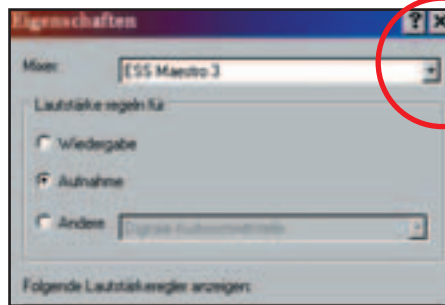 Eigenschaften
Mixer: ESS Maestro 3
Lautstärke regeln für
Wiedergabe
Aufnahme
Andere
Folgende Lautstärkeregler anzeigen: